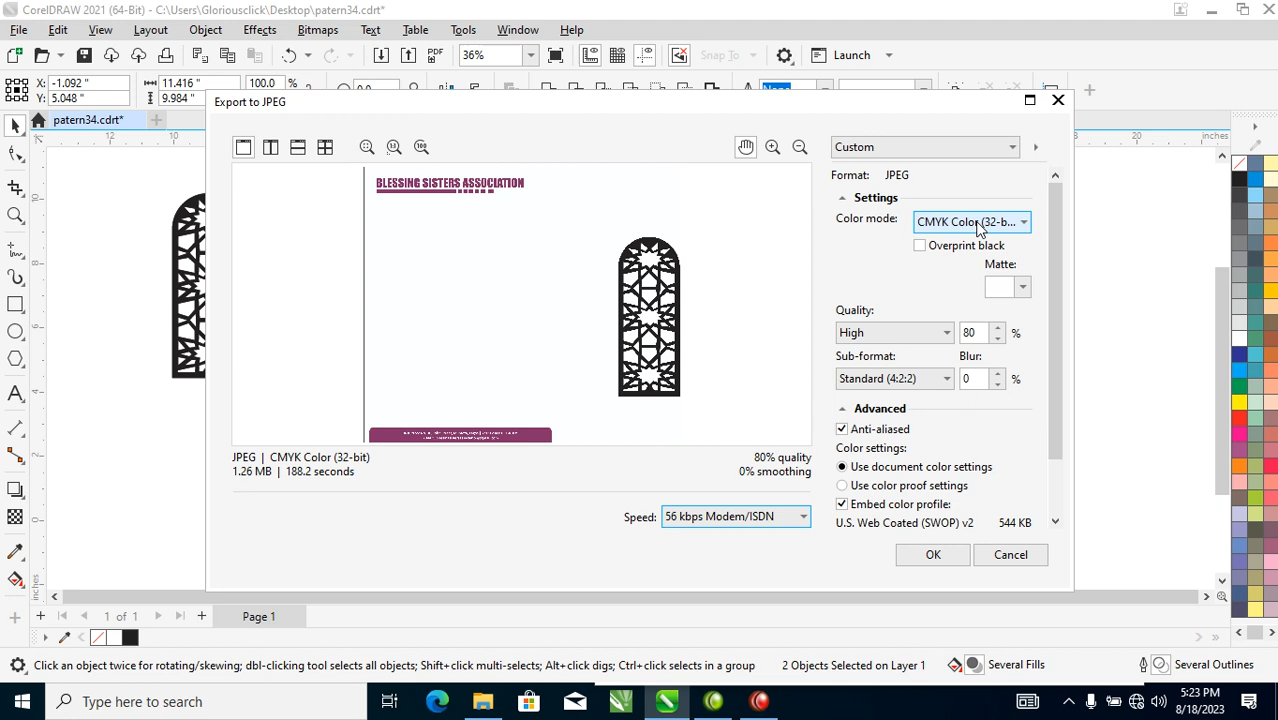 CorelDRAW 2021 (64-Bit) - C:\Users\Gloriousclick\Desktop\patern34.cdrt*
File Edit View Layout Object Effects Bitmaps Text Table Tools Window Help
PDF 36% Snap To Launch
X: -1.092 " 11.416 " 100.0 %
Y: 5.048 " 9.984 "
None
patern34.cdrt*
Export to JPEG
12 10 20 inches
Custom
Format: JPEG
Settings
Color mode: CMYK Color (32-b...
Overprint black
Matte:
Quality:
High 80 %
Sub-format: Blur:
Standard (4:2:2) 0 %
Advanced
Anti-aliased
Color settings:
Use document color settings
Use color proof settings
Embed color profile:
U.S. Web Coated (SWOP) v2 544 KB
BLESSING SISTERS ASSOCIATION
JPEG | CMYK Color (32-bit) 80% quality
1.26 MB | 188.2 seconds 0% smoothing
Speed: 56 kbps Modem/ISDN
OK Cancel
1 of 1 Page 1
Click an object twice for rotating/skewing; dbl-clicking tool selects all objects; Shift+click multi-selects; Alt+click digs; Ctrl+click selects in a group 2 Objects Selected on Layer 1 Several Fills Several Outlines
Type here to search
5:23 PM
8/18/2023